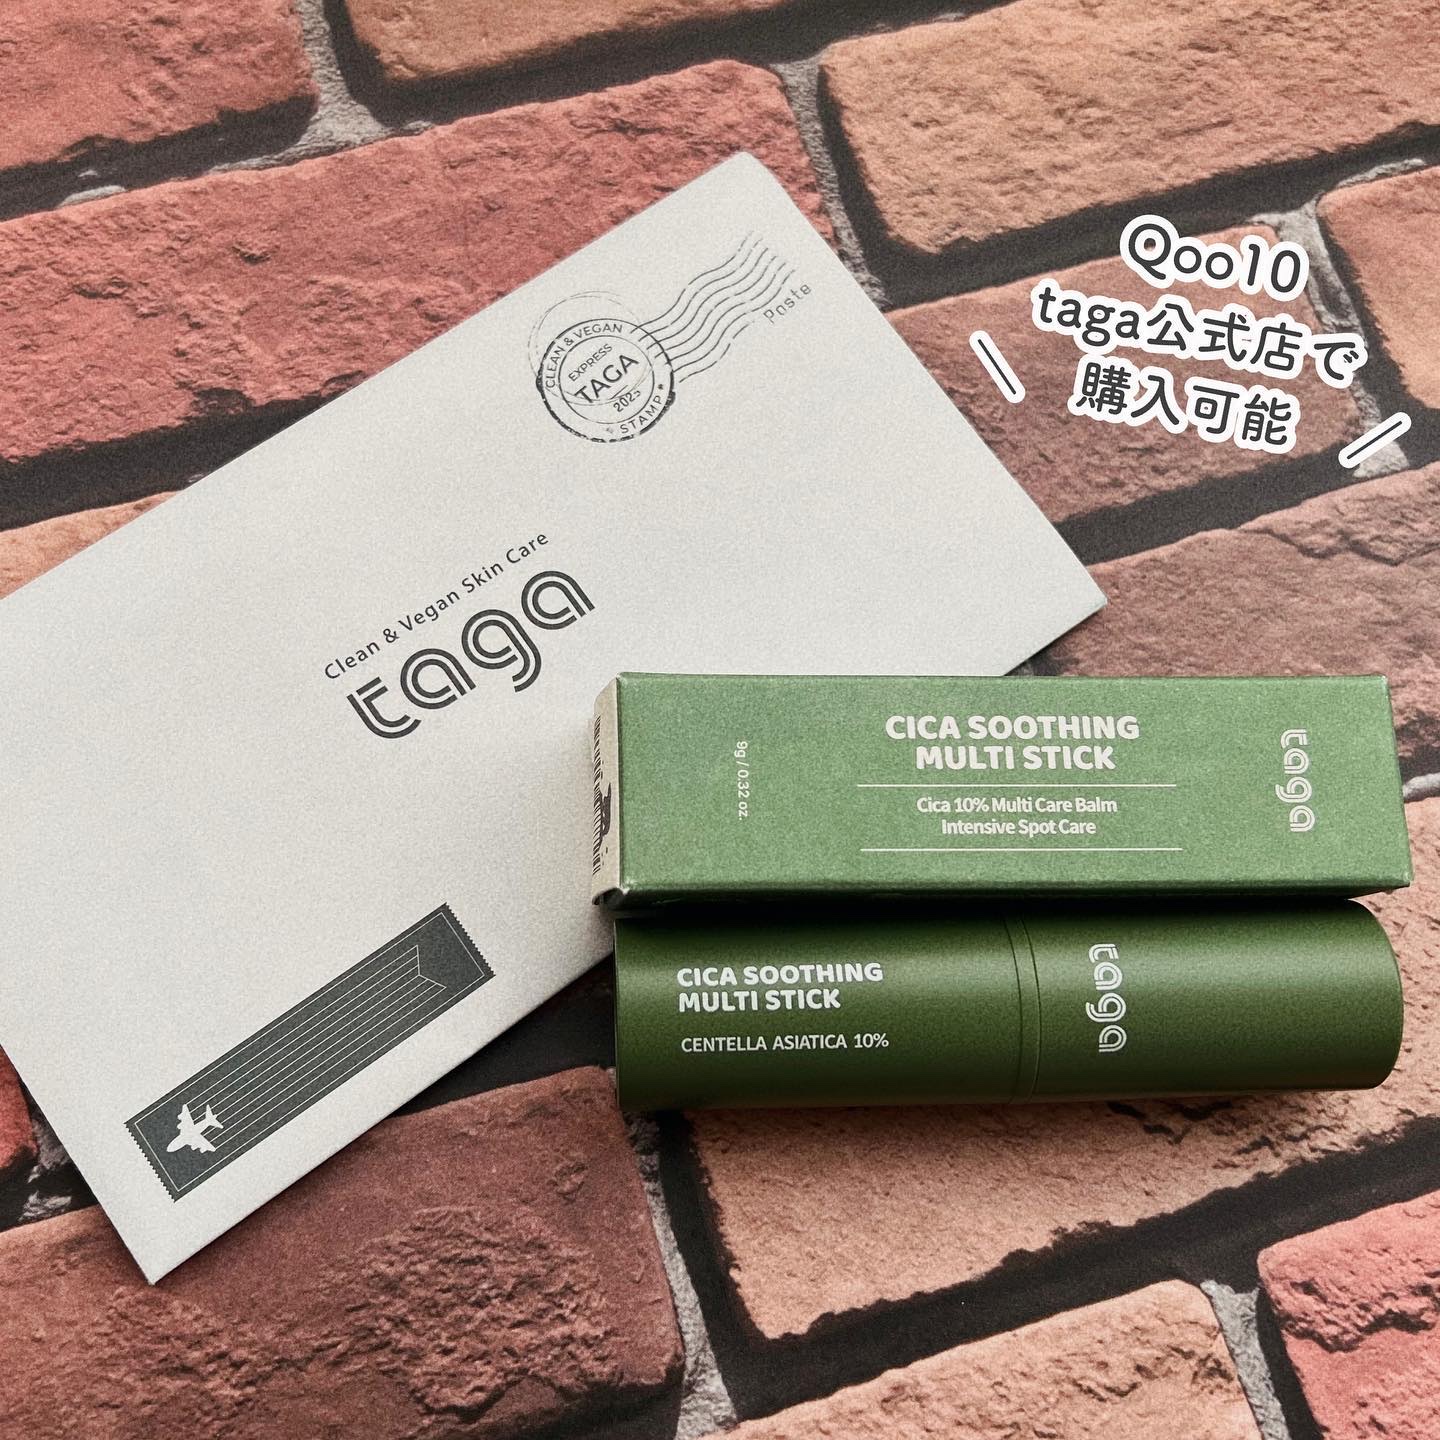 Qoo10
taga公式店で
購入可能
CLEAN & VEGAN
EXPRESS
TAGA
2023
STAMP
Poste
Clean & Vegan Skin Care
taga
9g / 0.32 oz.
CICA SOOTHING
MULTI STICK
Cica 10% Multi Care Balm
Intensive Spot Care
taga
CICA SOOTHING
MULTI STICK
CENTELLA ASIATICA 10%
taga